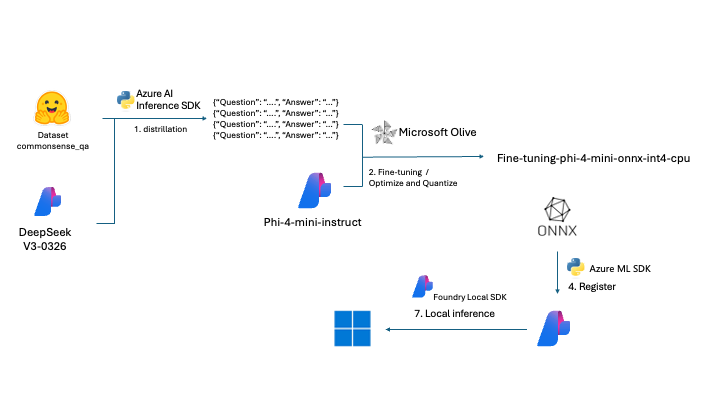 Azure AI
Inference SDK
1. distrillation
Dataset
commonsense_qa
{"Question": "....", "Answer": "..."}
{"Question": "....", "Answer": "..."}
{"Question": "....", "Answer": "..."}
{"Question": "....", "Answer": "..."}
DeepSeek
V3-0326
Microsoft Olive
2. Fine-tuning /
Optimize and Quantize
Phi-4-mini-instruct
Fine-tuning-phi-4-mini-onnx-int4-cpu
ONNX
Azure ML SDK
4. Register
Foundry Local SDK
7. Local inference